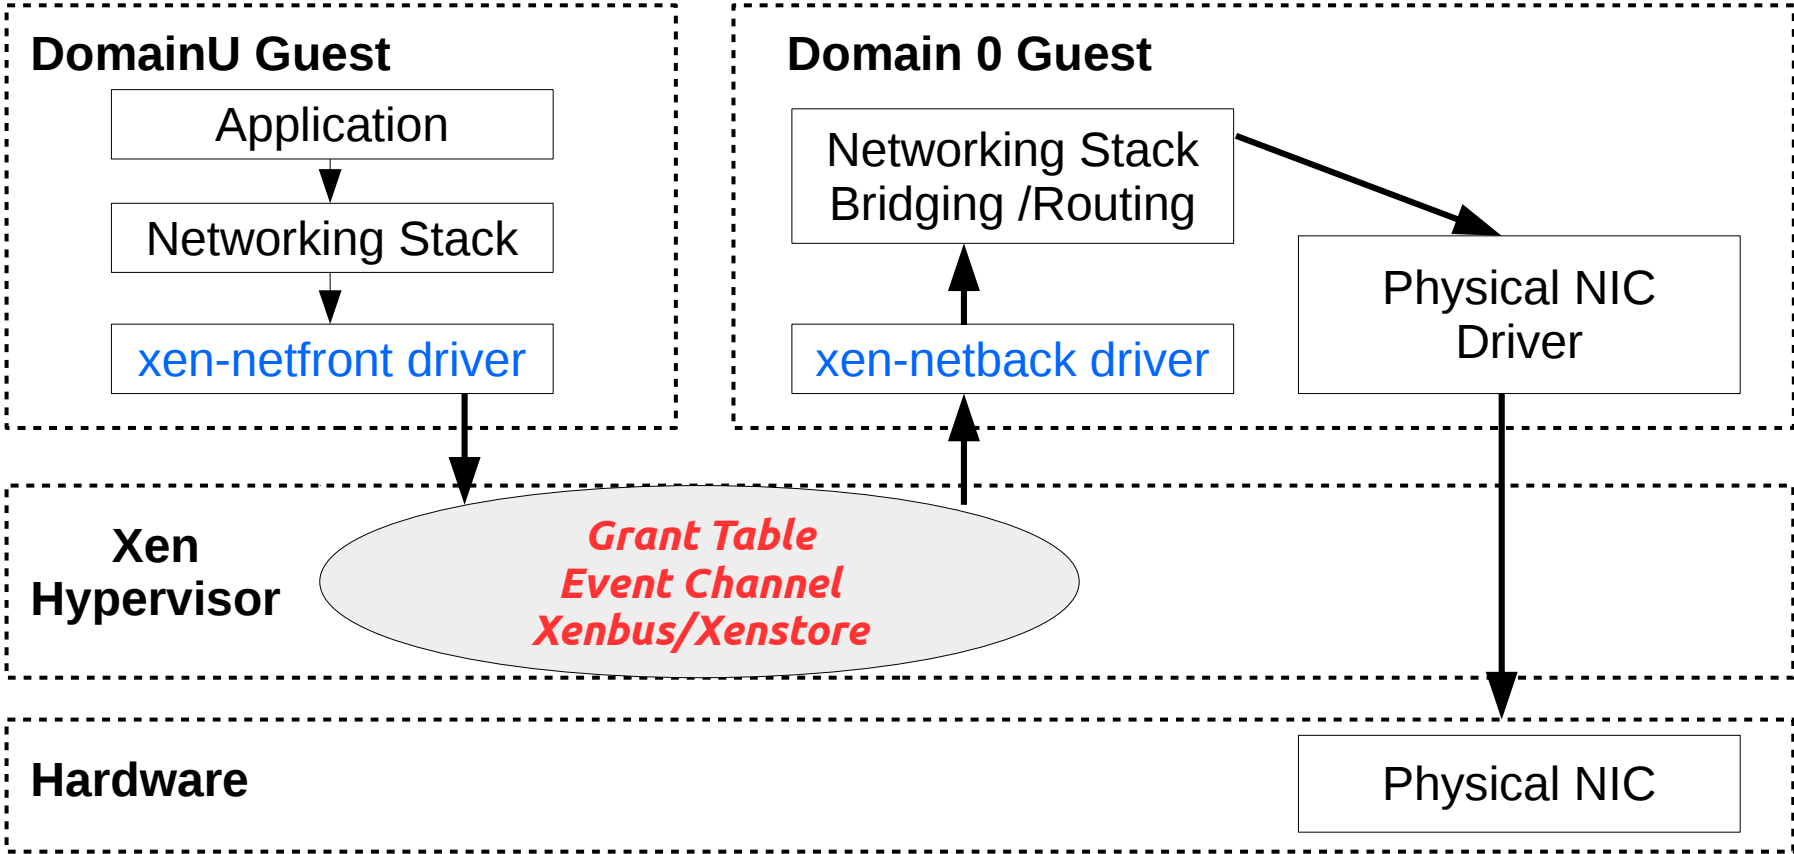 DomainU Guest
Application
Networking Stack
xen-netfront driver
Domain 0 Guest
Networking Stack
Bridging /Routing
xen-netback driver
Physical NIC
Driver
Xen
Hypervisor
Grant Table
Event Channel
Xenbus/Xenstore
Hardware
Physical NIC